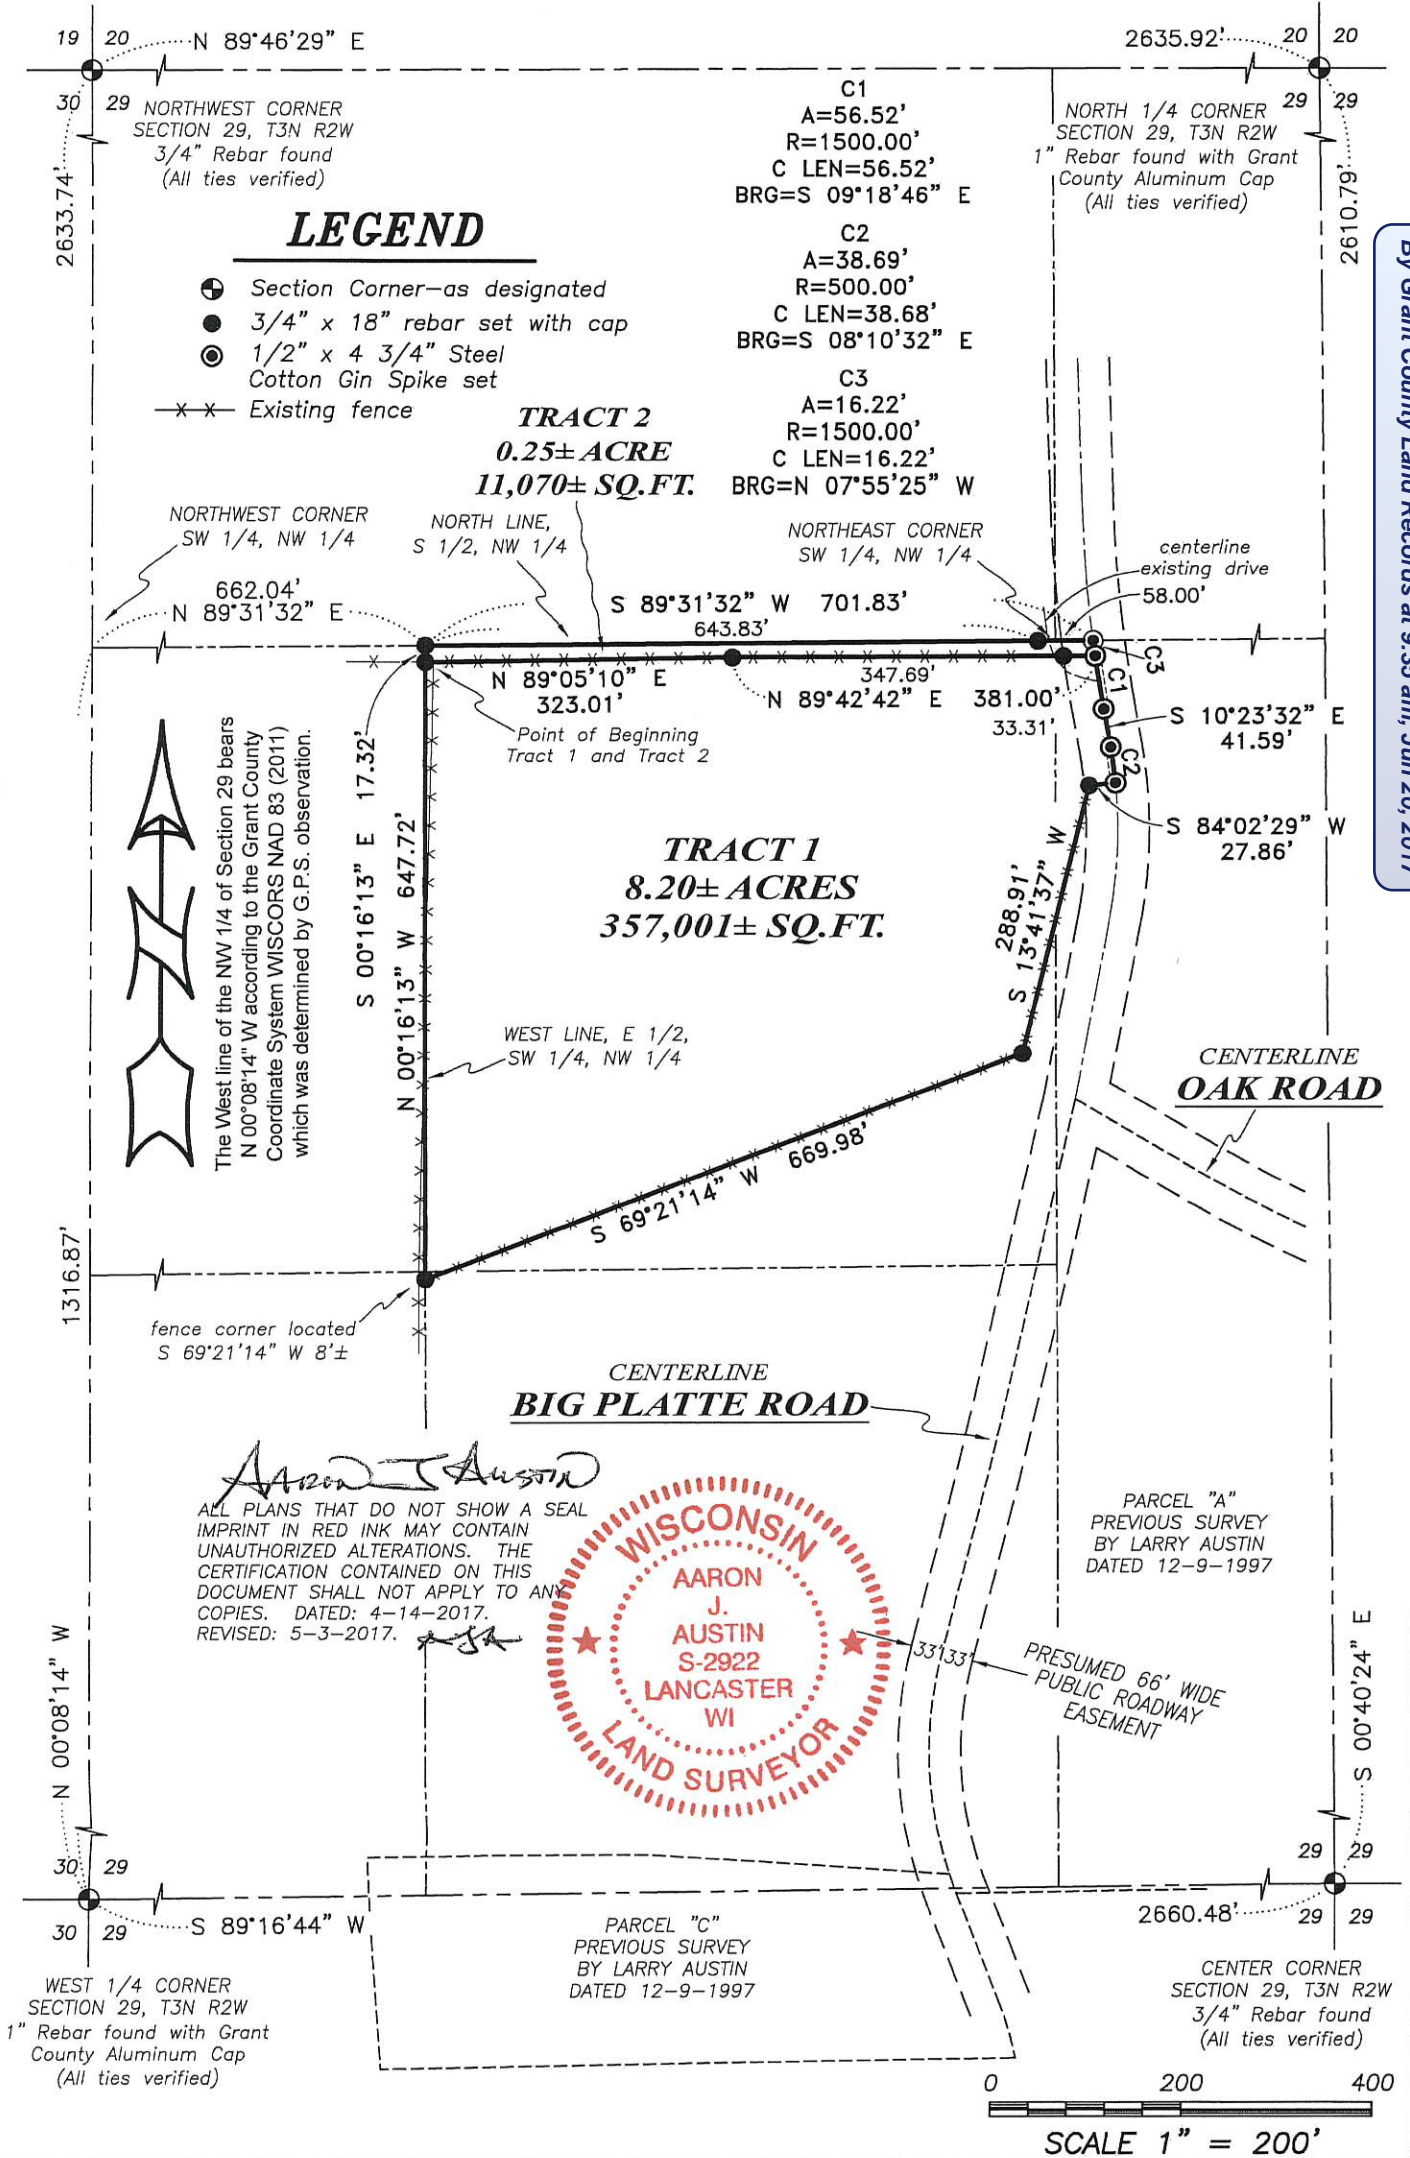 19 20 N 89°46'29" E
2635.92' 20 20
30 29
NORTHWEST CORNER
SECTION 29, T3N R2W
3/4" Rebar found
(All ties verified)
2633.74'
C1
A=56.52'
R=1500.00'
C LEN=56.52'
BRG=S 09°18'46" E
NORTH 1/4 CORNER 29 29
SECTION 29, T3N R2W
1" Rebar found with Grant
County Aluminum Cap
(All ties verified)
2610.79'
By Grant County Land Records at 9:35 am, Jun 20, 2017
LEGEND
Section Corner-as designated
3/4" x 18" rebar set with cap
1/2" x 4 3/4" Steel
Cotton Gin Spike set
Existing fence
C2
A=38.69'
R=500.00'
C LEN=38.68'
BRG=S 08°10'32" E
C3
A=16.22'
R=1500.00'
C LEN=16.22'
BRG=N 07°55'25" W
TRACT 2
0.25± ACRE
11,070± SQ.FT.
NORTHWEST CORNER
SW 1/4, NW 1/4
NORTH LINE,
S 1/2, NW 1/4
NORTHEAST CORNER
SW 1/4, NW 1/4
centerline
existing drive
58.00'
662.04'
N 89°31'32" E
S 89°31'32" W 701.83'
643.83'
C3
C1
C2
N 89°05'10" E
323.01'
347.69'
N 89°42'42" E 381.00'
33.31'
S 10°23'32" E
41.59'
Point of Beginning
Tract 1 and Tract 2
S 00°16'13" E 17.32'
N 00°16'13" W 647.72'
The West line of the NW 1/4 of Section 29 bears
N 00°08'14" W according to the Grant County
Coordinate System WISCORS NAD 83 (2011)
which was determined by G.P.S. observation.
N
S 84°02'29" W
27.86'
TRACT 1
8.20± ACRES
357,001± SQ.FT.
288.91'
S 13°41'37" W
WEST LINE, E 1/2,
SW 1/4, NW 1/4
CENTERLINE
OAK ROAD
S 69°21'14" W 669.98'
1316.87'
fence corner located
S 69°21'14" W 8'±
CENTERLINE
BIG PLATTE ROAD
Aaron J Austin
ALL PLANS THAT DO NOT SHOW A SEAL
IMPRINT IN RED INK MAY CONTAIN
UNAUTHORIZED ALTERATIONS. THE
CERTIFICATION CONTAINED ON THIS
DOCUMENT SHALL NOT APPLY TO ANY
COPIES. DATED: 4-14-2017.
REVISED: 5-3-2017. AJA
WISCONSIN
AARON
J.
AUSTIN
S-2922
LANCASTER
WI
LAND SURVEYOR
PARCEL "A"
PREVIOUS SURVEY
BY LARRY AUSTIN
DATED 12-9-1997
33' 33'
PRESUMED 66' WIDE
PUBLIC ROADWAY
EASEMENT
N 00°08'14" W
S 00°40'24" E
30 29
29 29
S 89°16'44" W
2660.48'
30 29
29 29
WEST 1/4 CORNER
SECTION 29, T3N R2W
1" Rebar found with Grant
County Aluminum Cap
(All ties verified)
PARCEL "C"
PREVIOUS SURVEY
BY LARRY AUSTIN
DATED 12-9-1997
CENTER CORNER
SECTION 29, T3N R2W
3/4" Rebar found
(All ties verified)
0 200 400
SCALE 1" = 200'